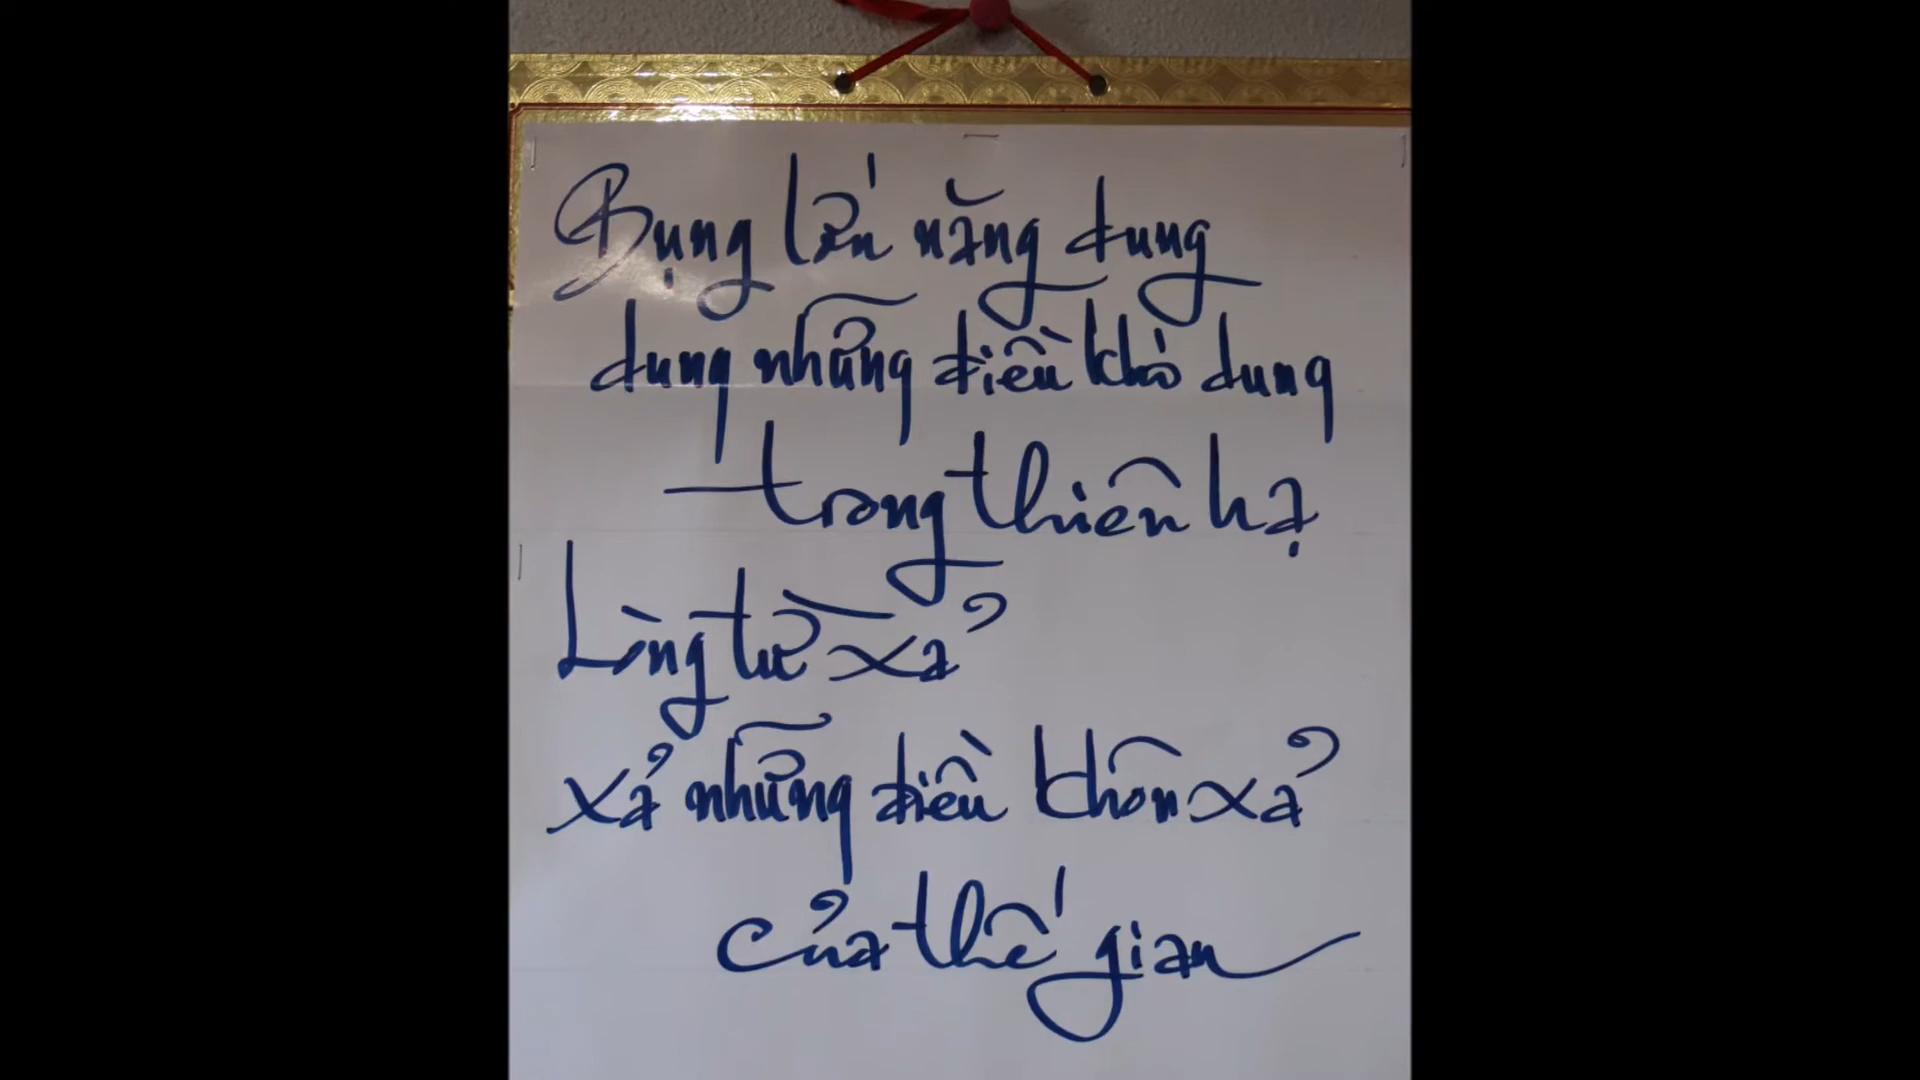 Bụng lớn năng dung
dung những điều khó dung
trong thiên hạ
Lòng từ xả
xả những điều khôn xả
của thế gian